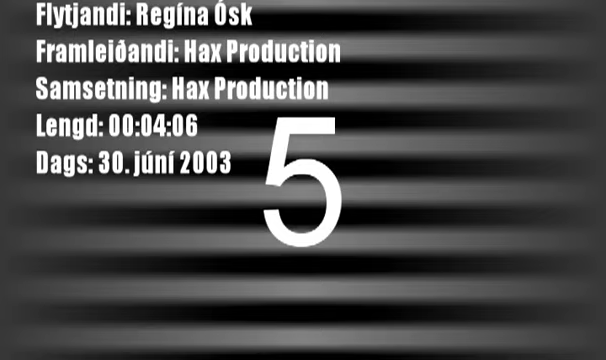 Flytjandi: Regína Ósk
Framleiðandi: Hax Production
Samsetning: Hax Production
Lengd: 00:04:06
Dags: 30. júní 2003
5